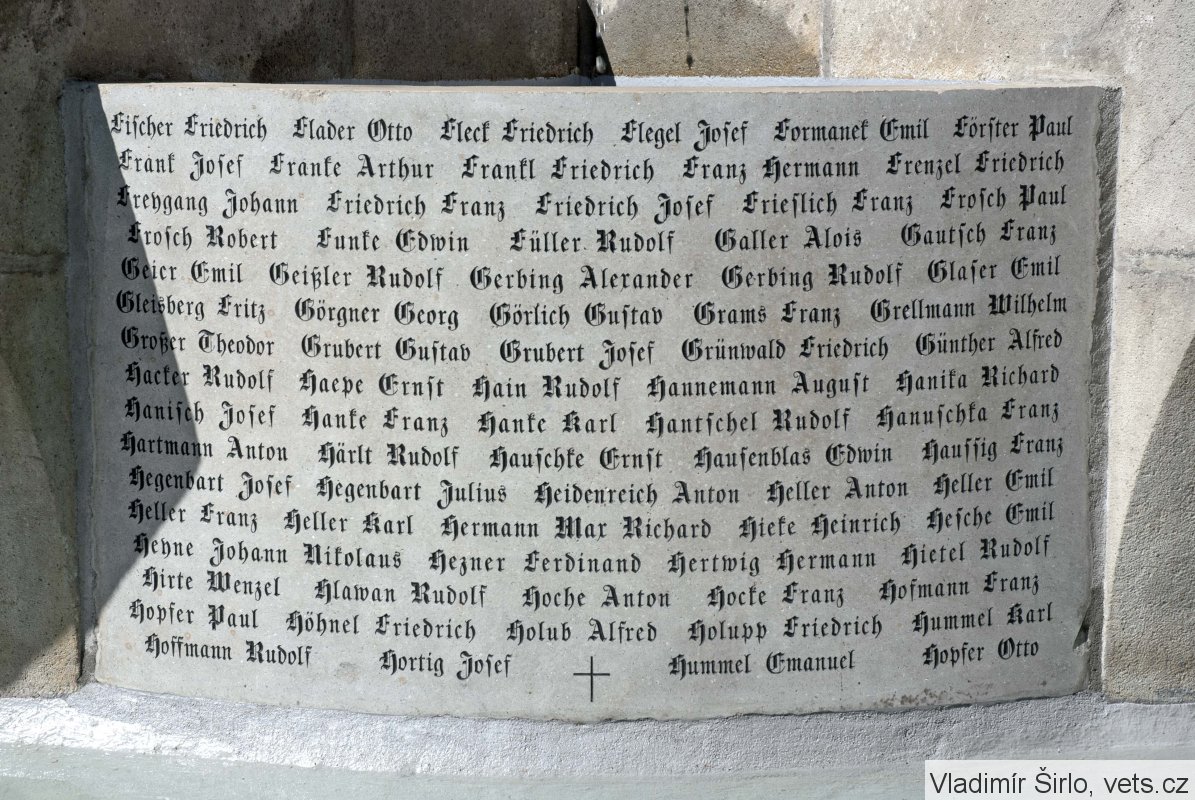 Fischer Friedrich Flader Otto Fleck Friedrich Flegel Josef Formanek Emil Förster Paul
Frank Josef Franke Arthur Frankl Friedrich Franz Hermann Frenzel Friedrich
Freygang Johann Friedrich Franz Friedrich Josef Frieslich Franz Frosch Paul
Frosch Robert Funke Edwin Füller Rudolf Galler Alois Gautsch Franz
Geier Emil Geißler Rudolf Gerbing Alexander Gerbing Rudolf Glaser Emil
Gleisberg Fritz Görgner Georg Görlich Gustav Grams Franz Grellmann Wilhelm
Großer Theodor Grubert Gustav Grubert Josef Grünwald Friedrich Günther Alfred
Hacker Rudolf Haepe Ernst Hain Rudolf Hannemann August Hanika Richard
Hanisch Josef Hanke Franz Hanke Karl Hantschel Rudolf Hanuschka Franz
Hartmann Anton Härlt Rudolf Hauschke Ernst Hausenblas Edwin Haussig Franz
Hegenbart Josef Hegenbart Julius Heidenreich Anton Heller Anton Heller Emil
Heller Franz Heller Karl Hermann Max Richard Hieke Heinrich Hesche Emil
Heyne Johann Nikolaus Hezner Ferdinand Hertwig Hermann Hietel Rudolf
Hirte Wenzel Hlawan Rudolf Hoche Anton Hocke Franz Hofmann Franz
Hopfer Paul Höhnel Friedrich Holub Alfred Holupp Friedrich Hummel Karl
Hoffmann Rudolf Hortig Josef Hummel Emanuel Hopfer Otto
Vladimír Širlo, vets.cz